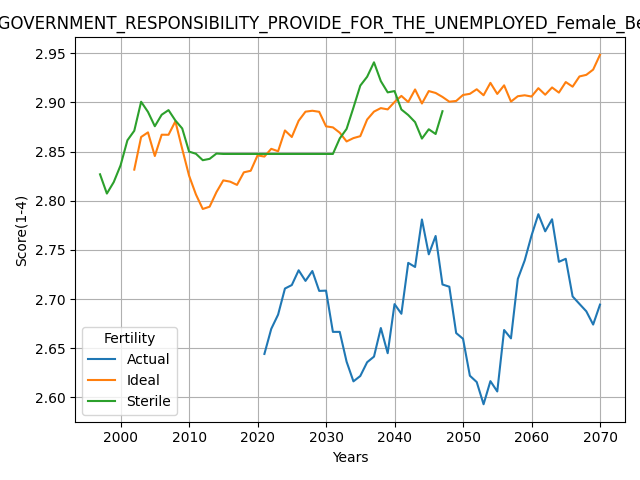 GOVERNMENT_RESPONSIBILITY_PROVIDE_FOR_THE_UNEMPLOYED_Female_Be
2.95
2.90
2.85
2.80
2.75
2.70
2.65
2.60
Score(1-4)
Fertility
Actual
Ideal
Sterile
2000 2010 2020 2030 2040 2050 2060 2070
Years